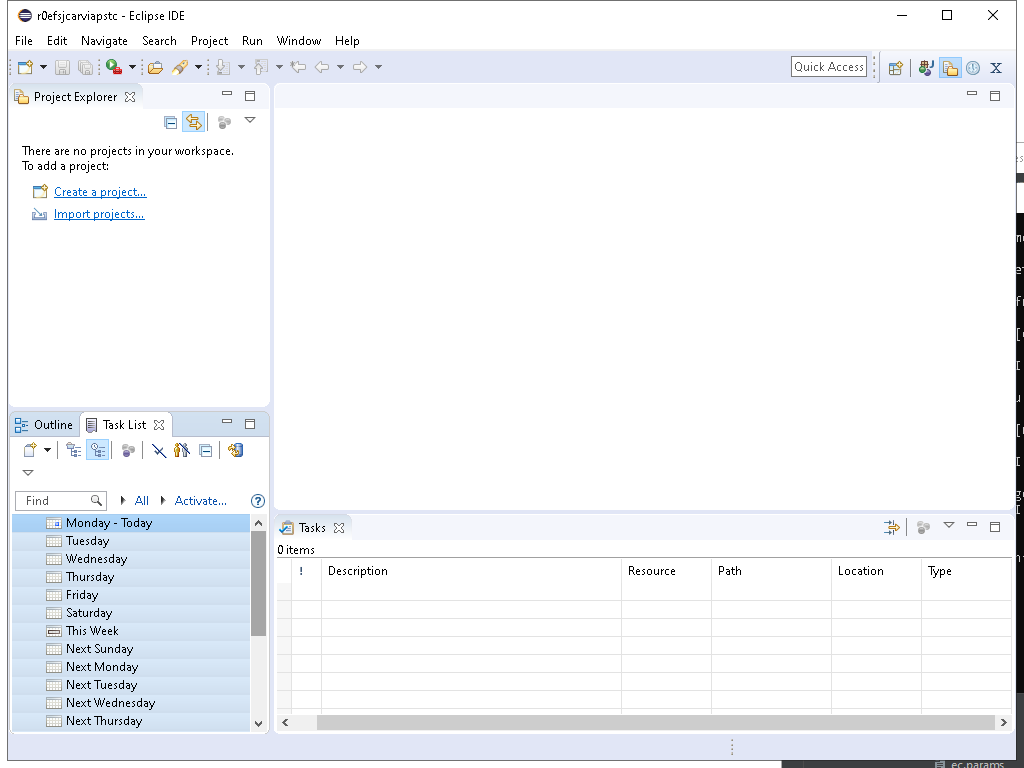 r0efsjcarviapstc - Eclipse IDE
File Edit Navigate Search Project Run Window Help
Quick Access
X
Project Explorer
There are no projects in your workspace.
To add a project:
Create a project...
Import projects...
Outline Task List
Find All Activate... ?
Monday - Today
Tuesday
Wednesday
Thursday
Friday
Saturday
This Week
Next Sunday
Next Monday
Next Tuesday
Next Wednesday
Next Thursday
Tasks
0 items
! Description Resource Path Location Type
ec.params